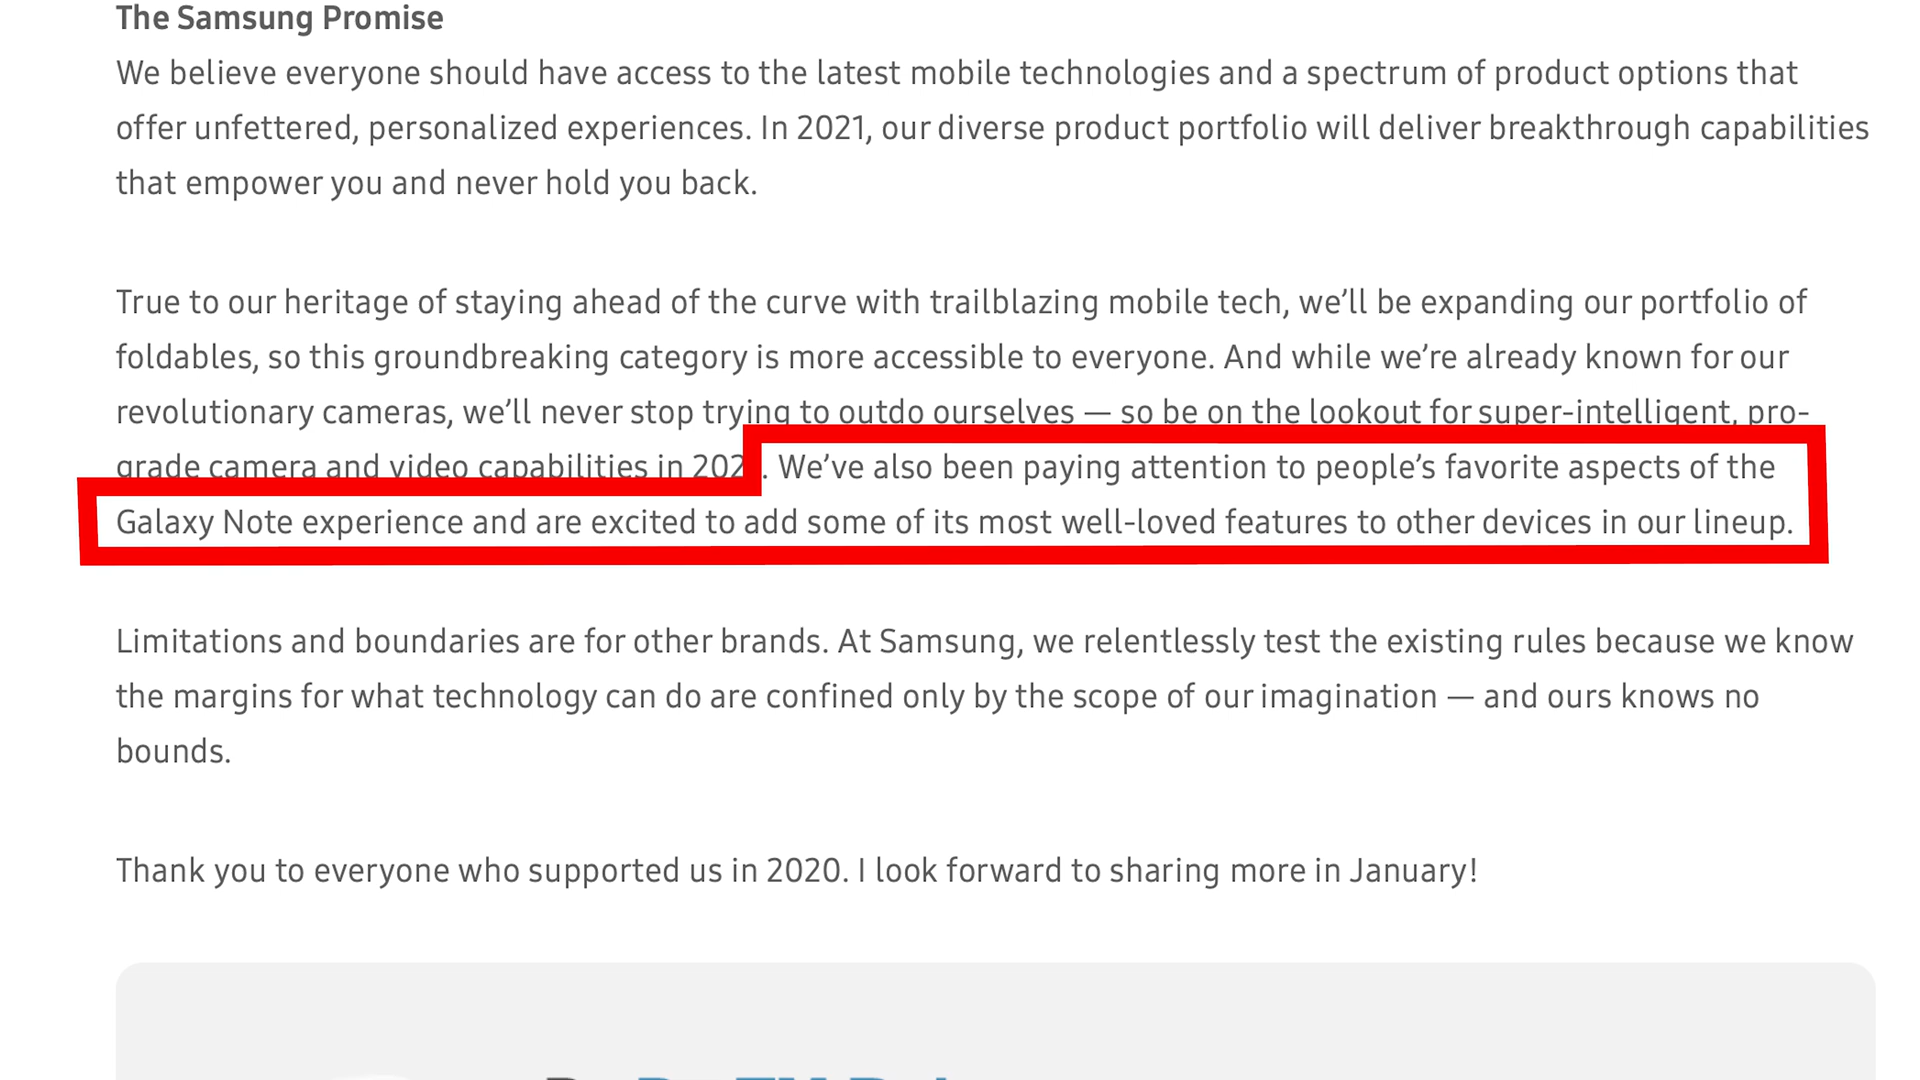 The Samsung Promise
We believe everyone should have access to the latest mobile technologies and a spectrum of product options that
offer unfettered, personalized experiences. In 2021, our diverse product portfolio will deliver breakthrough capabilities
that empower you and never hold you back.
True to our heritage of staying ahead of the curve with trailblazing mobile tech, we’ll be expanding our portfolio of
foldables, so this groundbreaking category is more accessible to everyone. And while we’re already known for our
revolutionary cameras, we’ll never stop trying to outdo ourselves — so be on the lookout for super-intelligent, pro-
grade camera and video capabilities in We’ve also been paying attention to people’s favorite aspects of the
Galaxy Note experience and are excited to add some of its most well-loved features to other devices in our lineup.
Limitations and boundaries are for other brands. At Samsung, we relentlessly test the existing rules because we know
the margins for what technology can do are confined only by the scope of our imagination — and ours knows no
bounds.
Thank you to everyone who supported us in 2020. I look forward to sharing more in January!